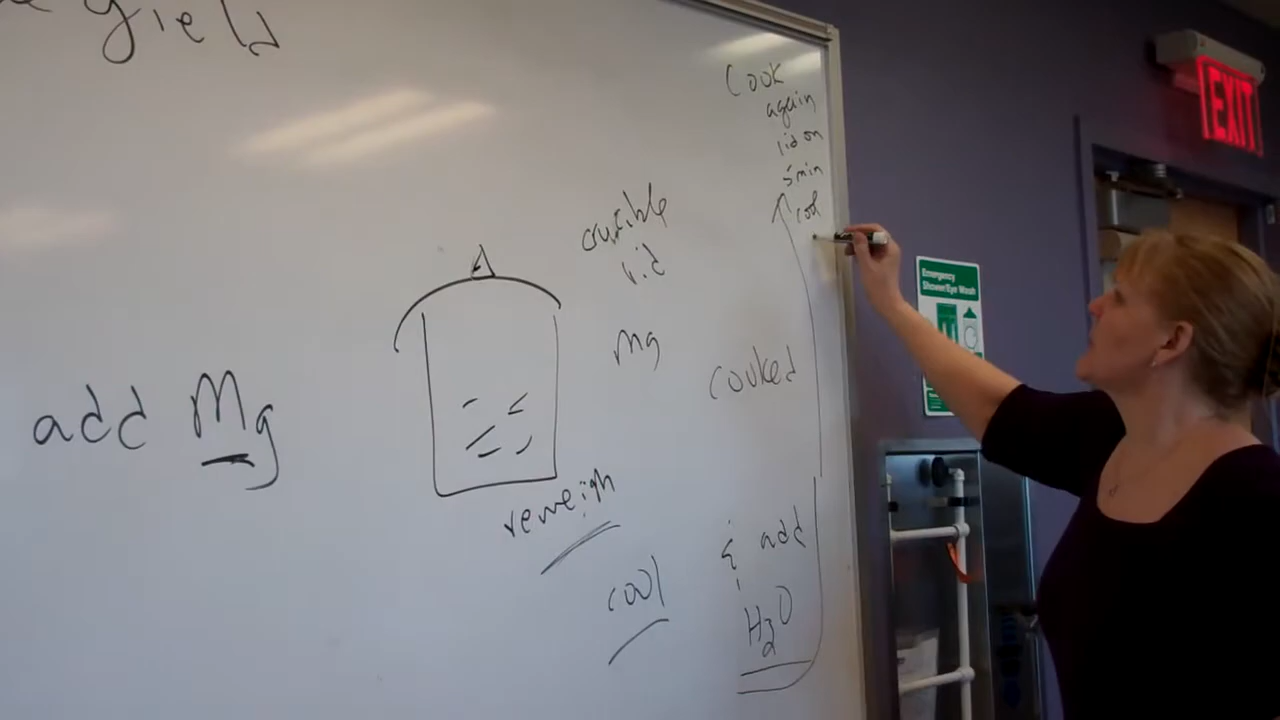 yield
Cook
again
lid on
5 min
cool
crucible
lid
Mg
cooked
add Mg
reweigh
cool
& add
H2O
EXIT
Emergency
Shower/Eye Wash